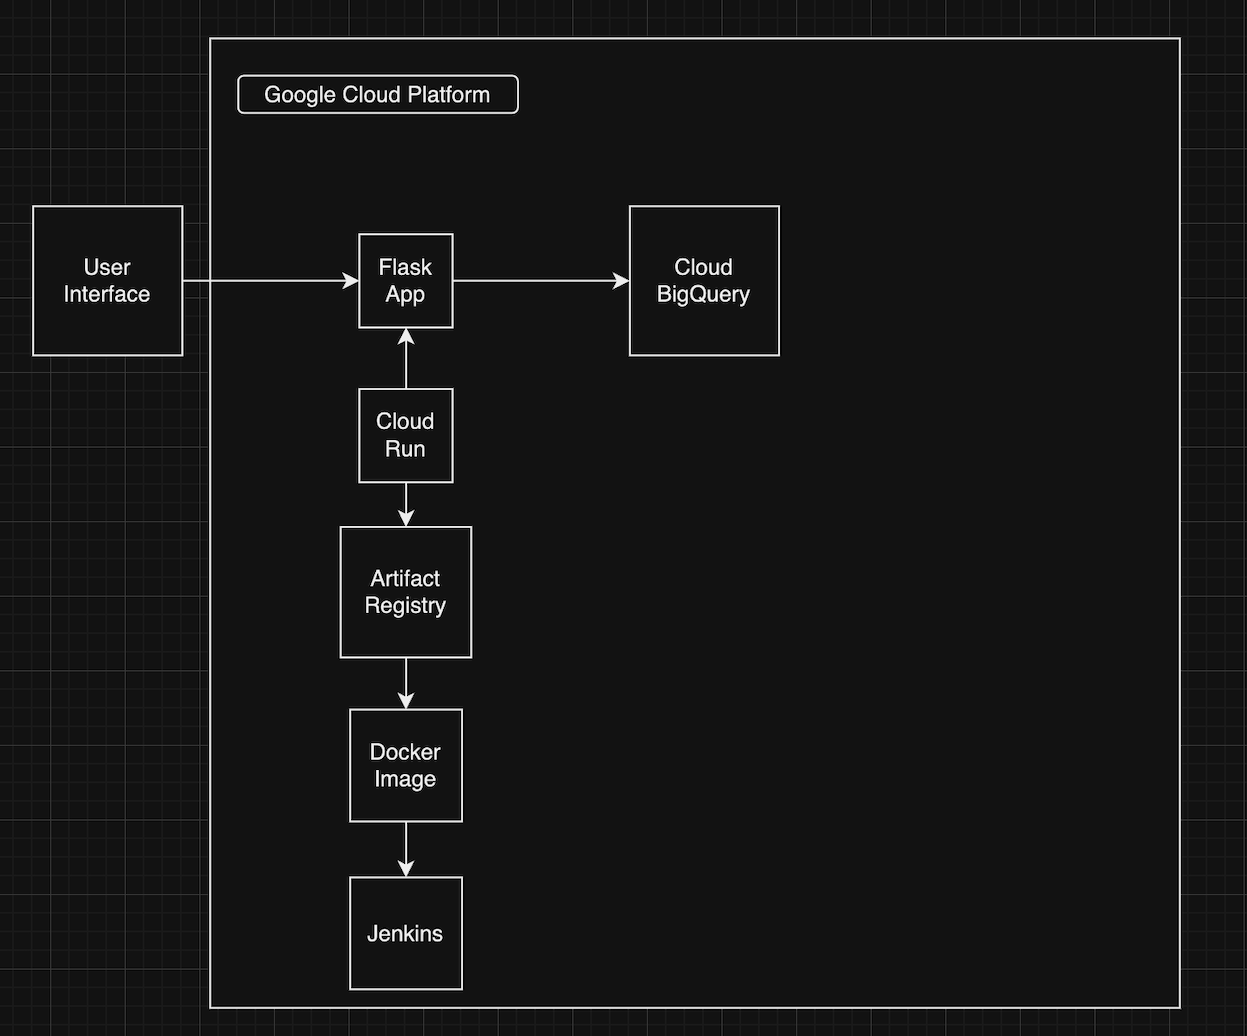 Google Cloud Platform
User
Interface
Flask
App
Cloud
BigQuery
Cloud
Run
Artifact
Registry
Docker
Image
Jenkins